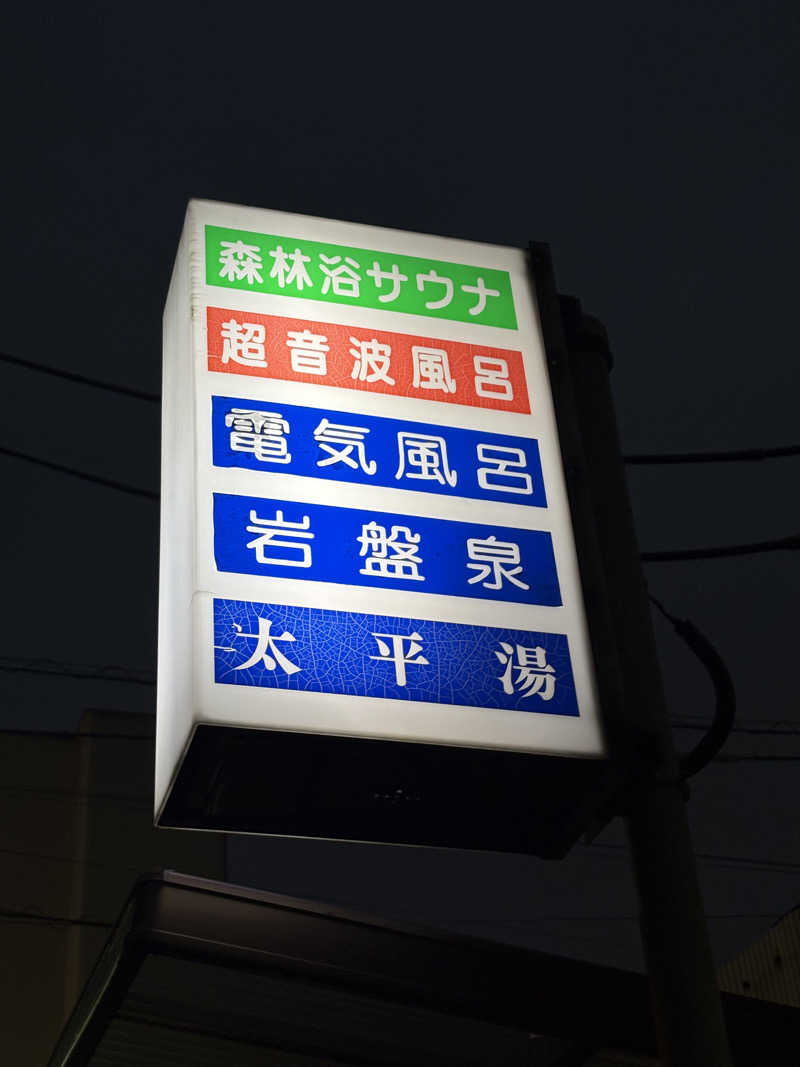 森林浴サウナ
超音波風呂
電気風呂
岩盤泉
太平湯